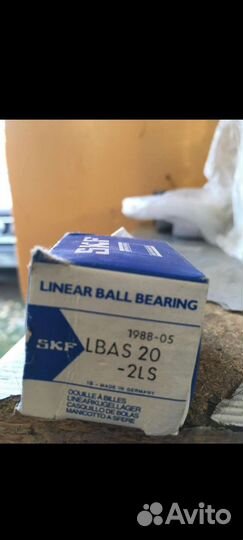 SKF
LINEAR BALL BEARING
1988-05
SKF LBAS 20
-2LS
MADE IN GERMANY
DOUILLE À BILLES
LINEARKUGELLAGER
CASQUILLO DE BOLAS
MANICOTTO A SFERE
Avito